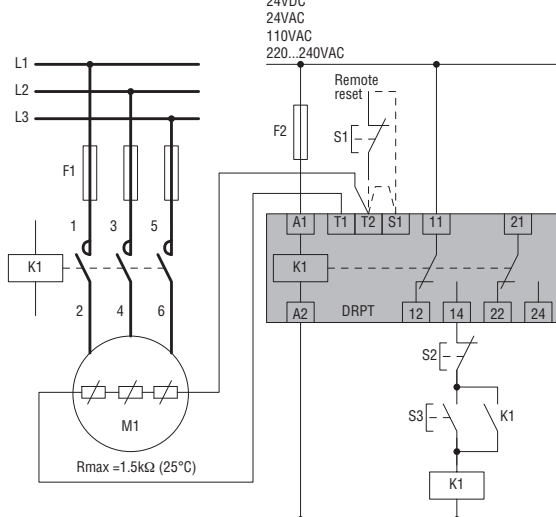 24VDC
24VAC
110VAC
220...240VAC
L1
L2
L3
Remote
reset
F2
S1
F1
1 3 5
K1
2 4 6
M1
Rmax =1.5kΩ (25°C)
A1 T1 T2 S1 11 21
K1
A2 DRPT 12 14 22 24
S2
S3 K1
K1